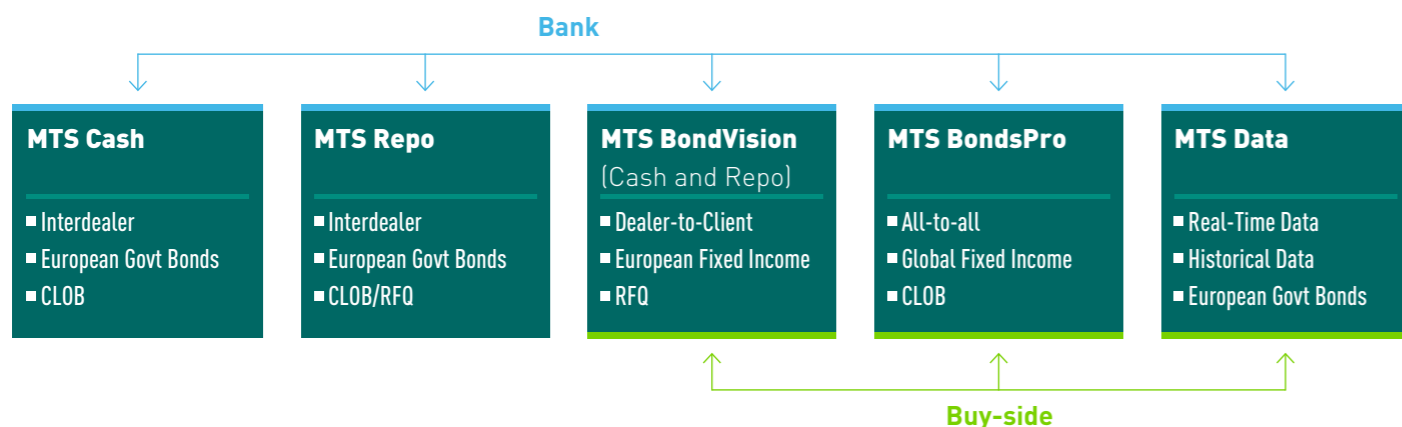 Bank
MTS Cash
▪ Interdealer
▪ European Govt Bonds
▪ CLOB
MTS Repo
▪ Interdealer
▪ European Govt Bonds
▪ CLOB/RFQ
MTS BondVision
(Cash and Repo)
▪ Dealer-to-Client
▪ European Fixed Income
▪ RFQ
MTS BondsPro
▪ All-to-all
▪ Global Fixed Income
▪ CLOB
MTS Data
▪ Real-Time Data
▪ Historical Data
▪ European Govt Bonds
Buy-side